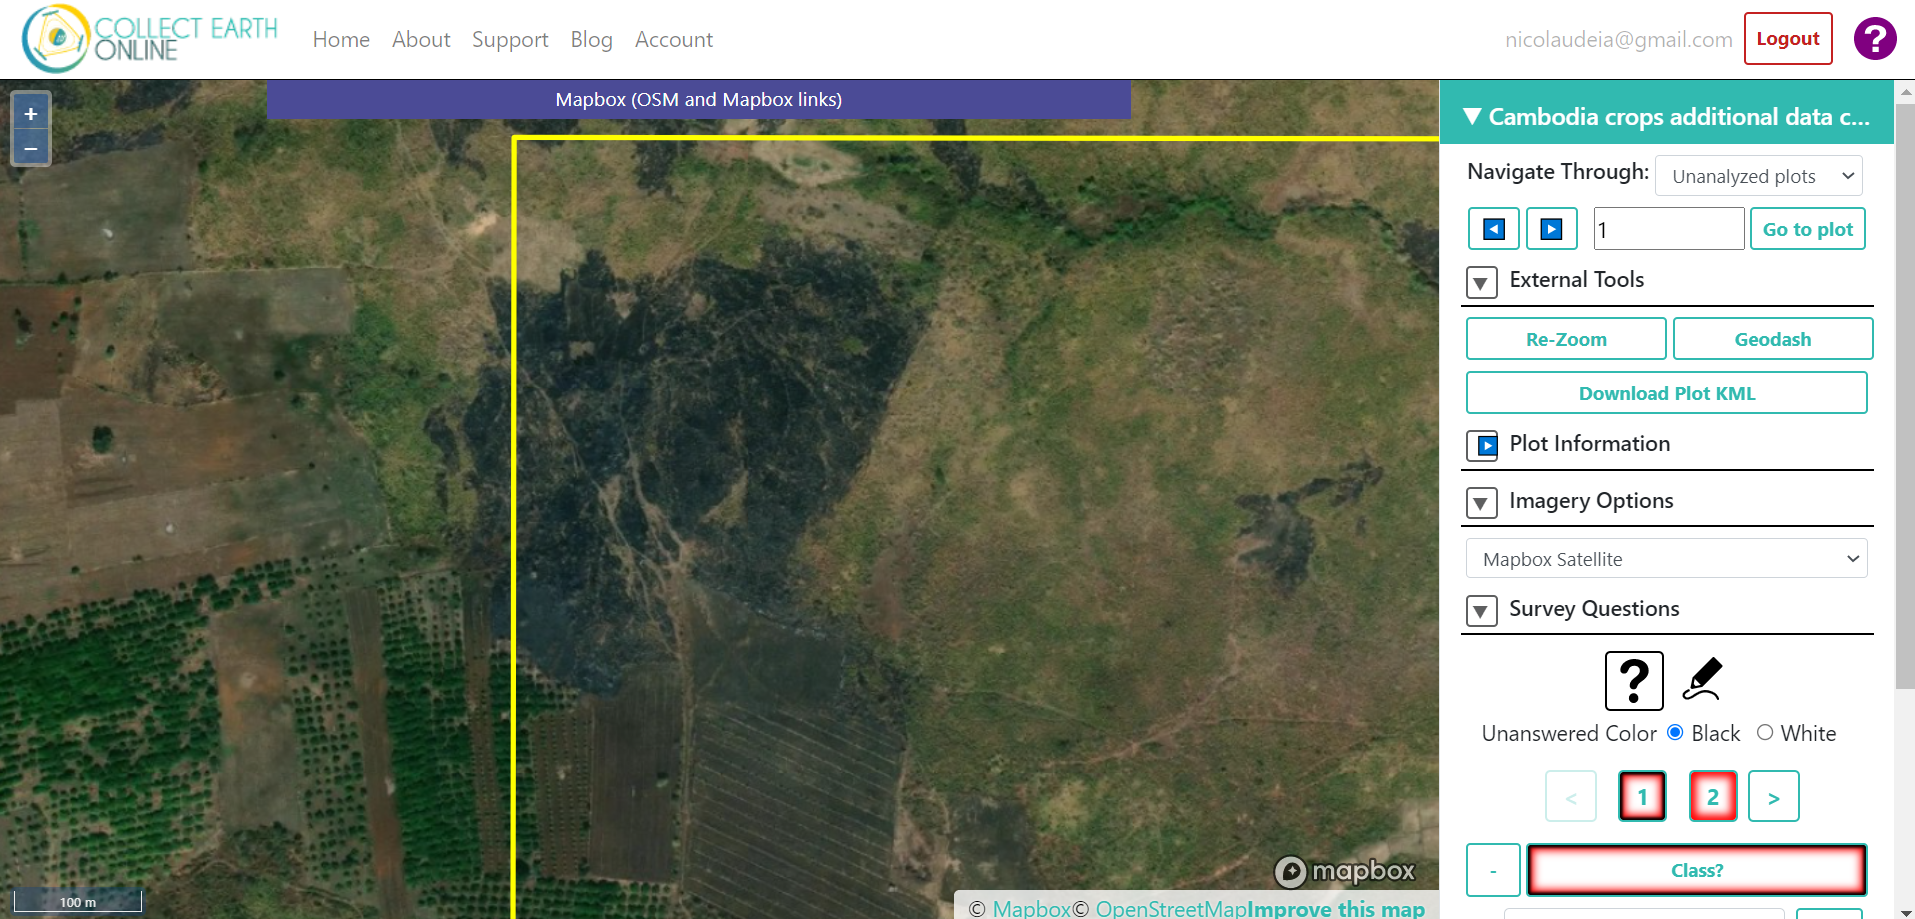 COLLECT EARTH
ONLINE
Home About Support Blog Account
nicolaudeia@gmail.com Logout ?
Mapbox (OSM and Mapbox links)
+
−
▼ Cambodia crops additional data c...
Navigate Through: Unanalyzed plots
1 Go to plot
External Tools
Re-Zoom Geodash
Download Plot KML
Plot Information
Imagery Options
Mapbox Satellite
Survey Questions
?
Unanswered Color Black White
< 1 2 >
- Class?
mapbox
100 m
© Mapbox© OpenStreetMapImprove this map